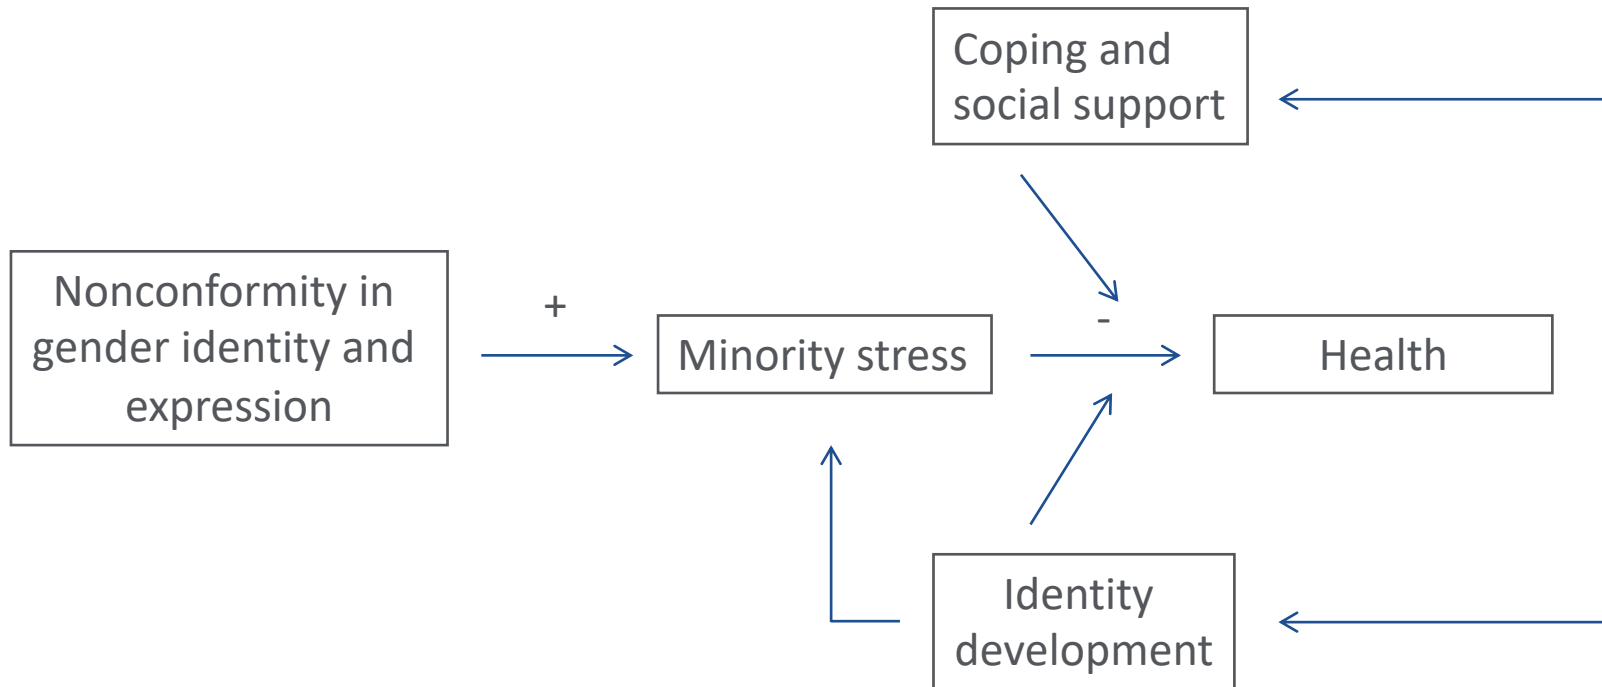 Coping and
social support
Nonconformity in
gender identity and
expression
+
Minority stress
-
Health
Identity
development